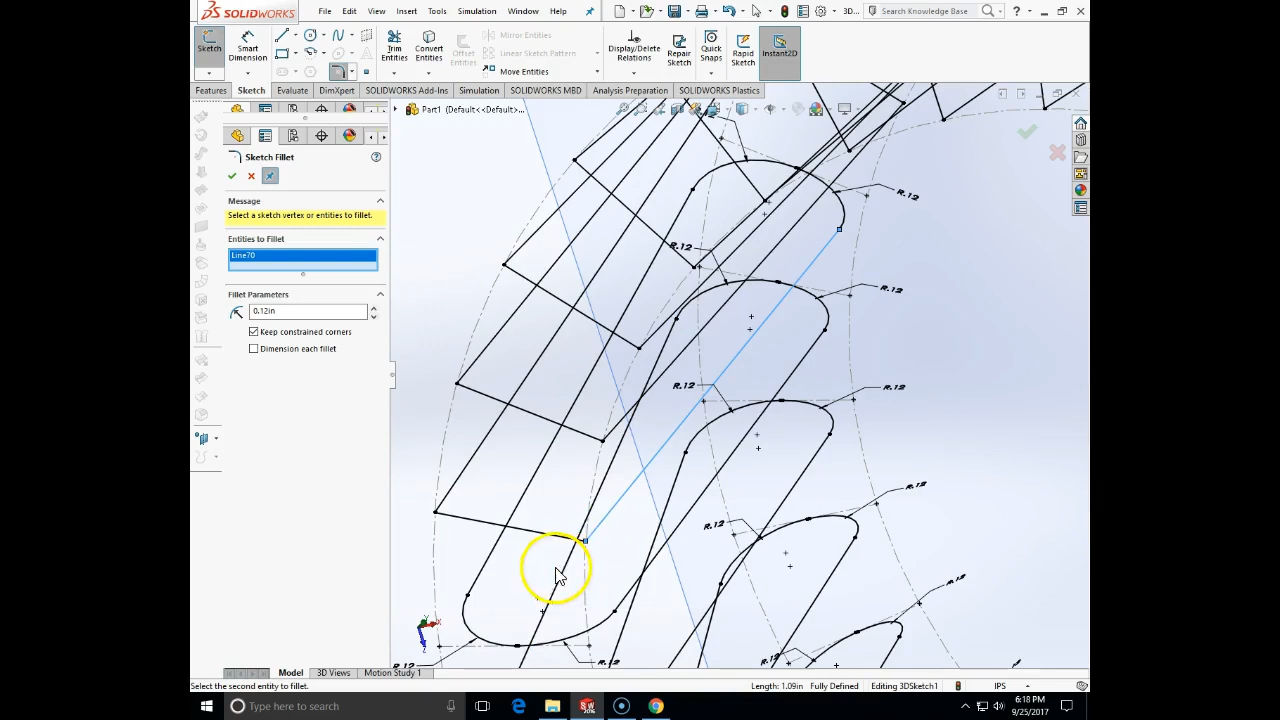 SOLIDWORKS File Edit View Insert Tools Simulation Window Help 3D... Search Knowledge Base ?
Sketch Smart Dimension Trim Entities Convert Entities Offset Entities Mirror Entities Linear Sketch Pattern Move Entities Display/Delete Relations Repair Sketch Quick Snaps Rapid Sketch Instant2D
Features Sketch Evaluate DimXpert SOLIDWORKS Add-Ins Simulation SOLIDWORKS MBD Analysis Preparation SOLIDWORKS Plastics
Part1 (Default<<Default>...
Sketch Fillet
Message
Select a sketch vertex or entities to fillet.
Entities to Fillet
Line70
Fillet Parameters
0.12in
Keep constrained corners
Dimension each fillet
R.12
R.12
R.12
R.12
R.12
R.12
R.12
R.12
R.12
R.12
Model 3D Views Motion Study 1
Select the second entity to fillet. Length: 1.09in Fully Defined Editing 3DSketch1 IPS
Type here to search
6:18 PM
9/25/2017